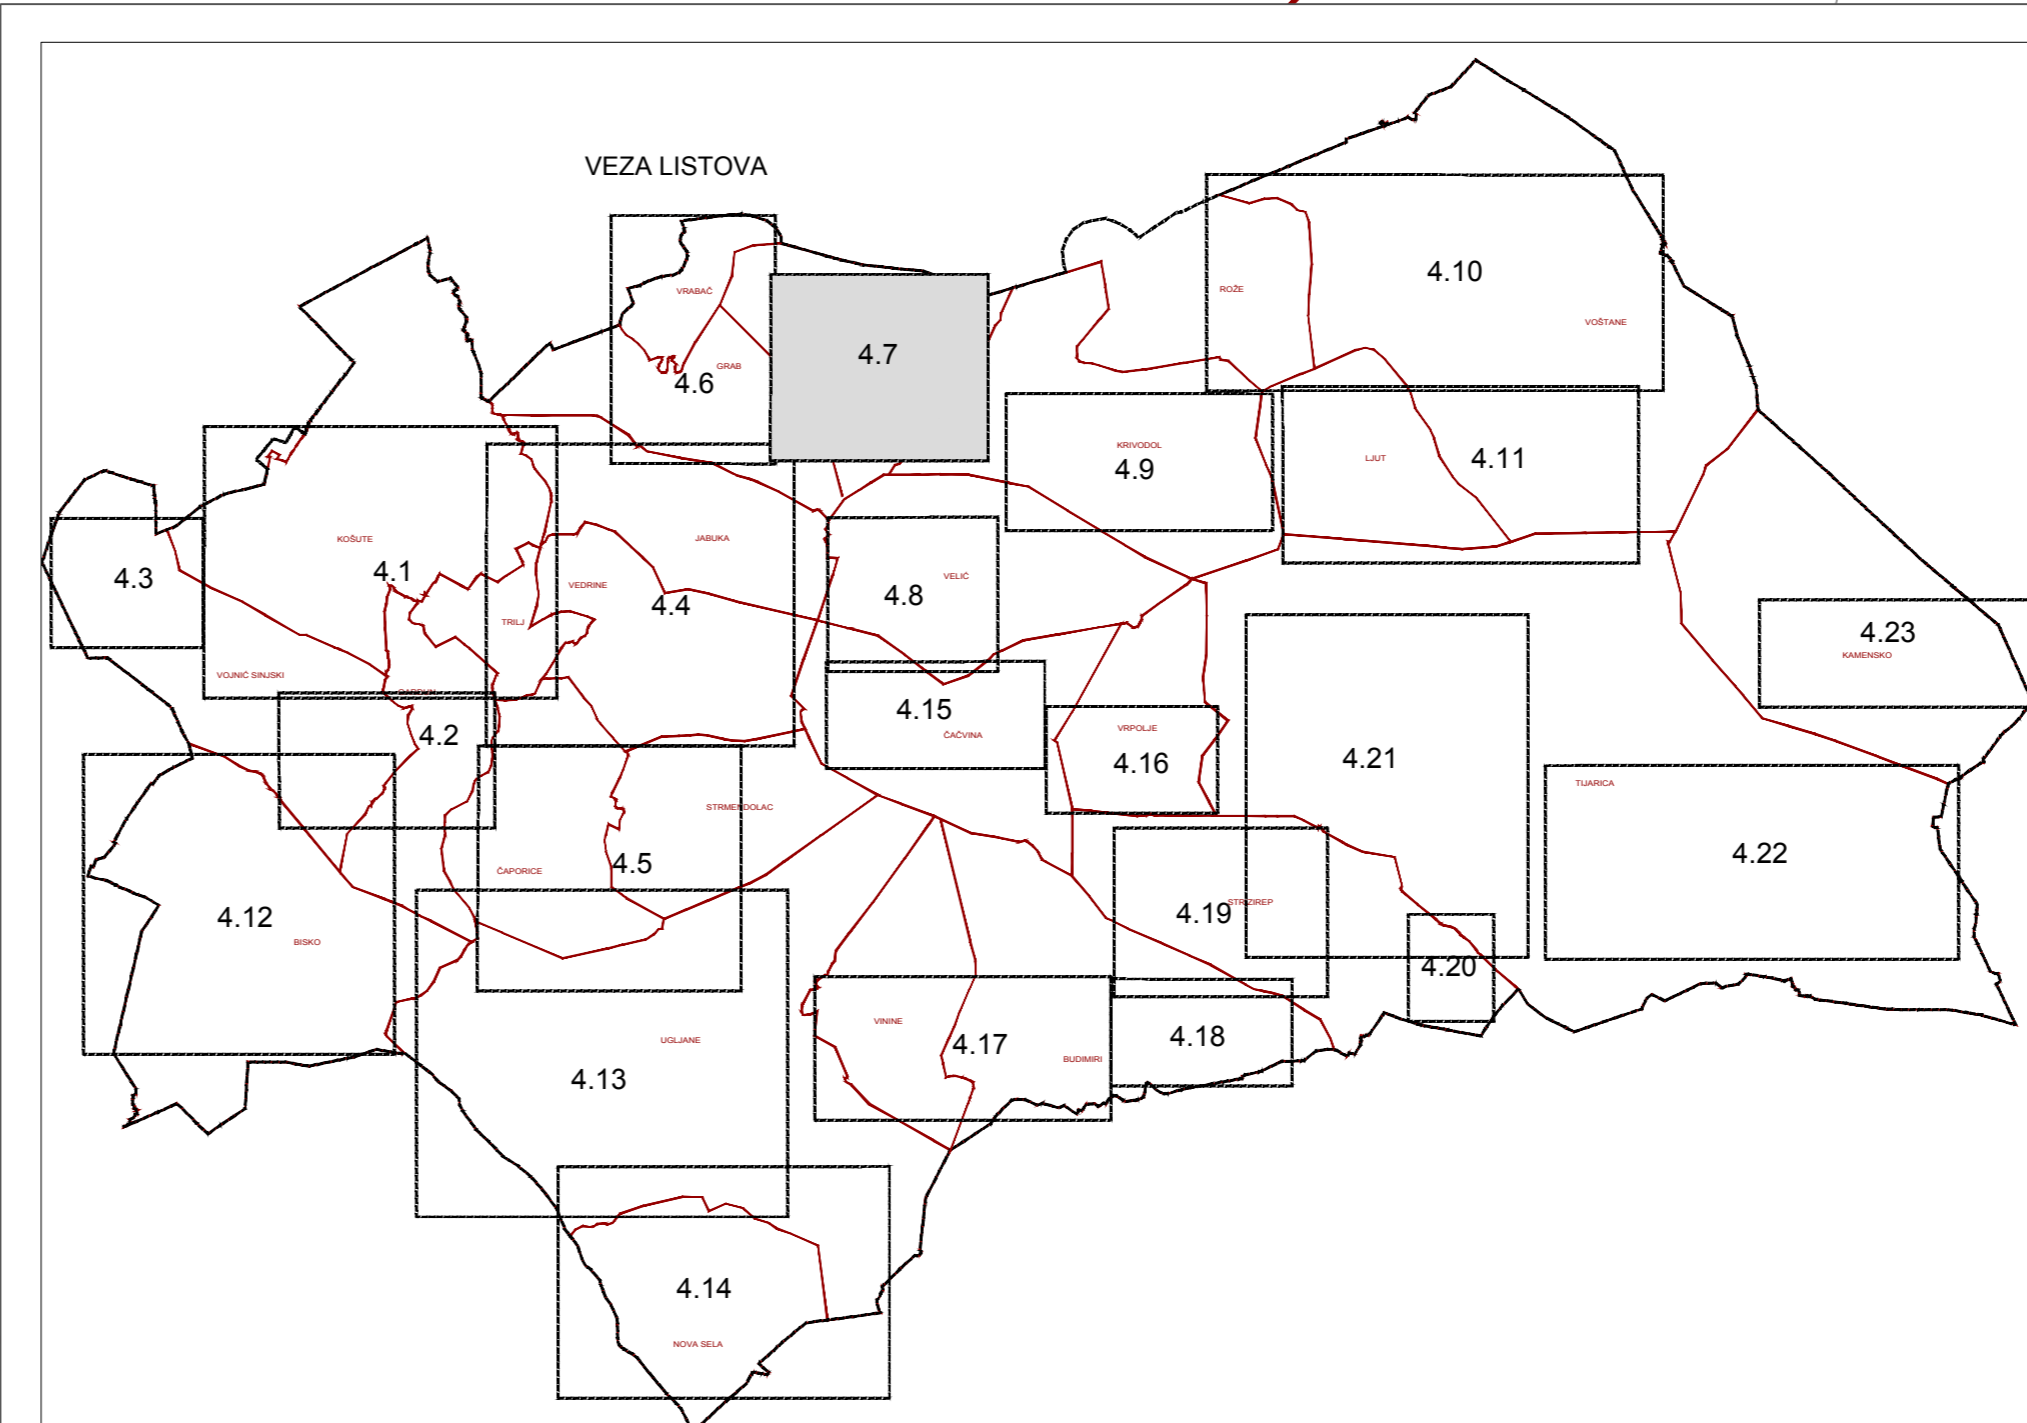 VEZA LISTOVA
4.10
ROŽE
VRABAČ
VOŠTANE
4.7
GRAB
4.6
KRIVODOL
4.9
LJUT
4.11
KOŠUTE
JABUKA
4.1
4.3
VEDRINE
VELIĆ
4.4
4.8
TRILJ
4.23
KAMENSKO
VOJNIĆ SINJSKI
4.15
ČAČVINA
4.2
VRPOLJE
4.16
4.21
TIJARICA
STRMENDOLAC
4.22
4.5
ČAPORICE
4.19
STRIZIREP
4.12
BISKO
4.20
VININE
4.18
UGLJANE
4.17
BUDIMIRI
4.13
4.14
NOVA SELA